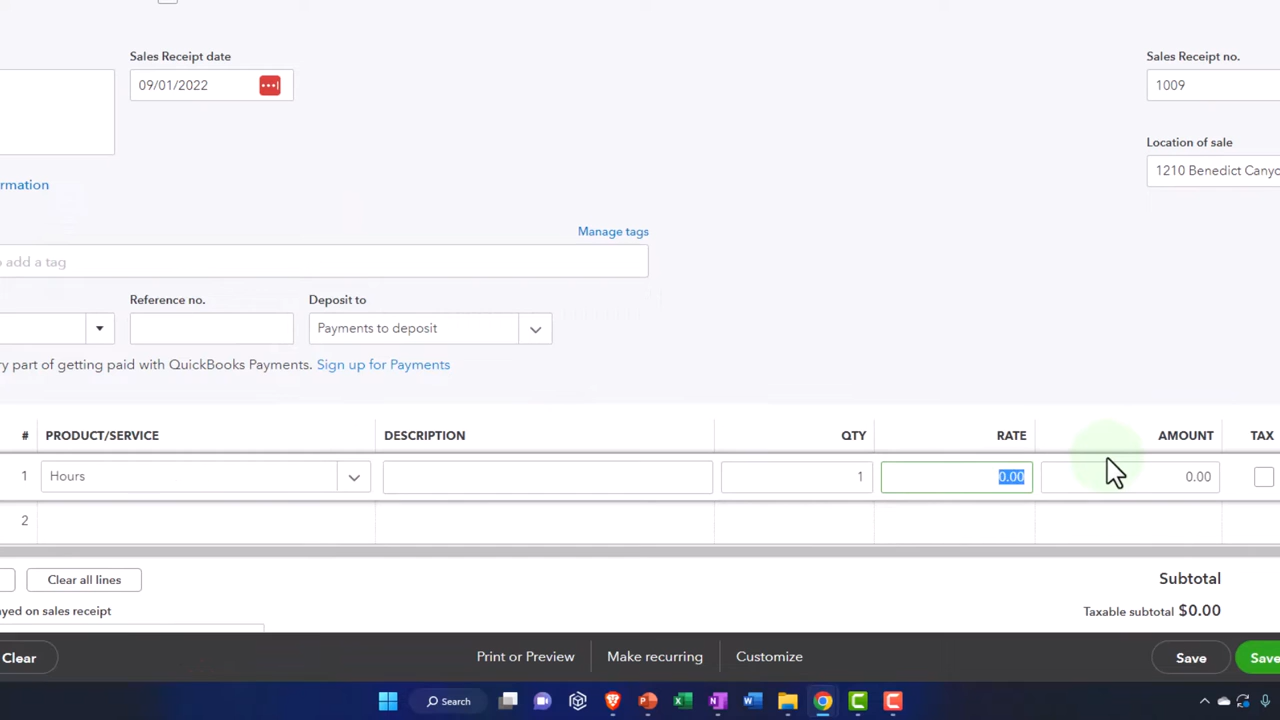 Sales Receipt date
Sales Receipt no.
09/01/2022
1009
Location of sale
1210 Benedict Canyo
rmation
Manage tags
o add a tag
Reference no.
Deposit to
Payments to deposit
ry part of getting paid with QuickBooks Payments. Sign up for Payments
# PRODUCT/SERVICE DESCRIPTION QTY RATE AMOUNT TAX
1 Hours 1 0.00 0.00
2
Clear all lines
Subtotal
ayed on sales receipt
Taxable subtotal $0.00
Clear
Print or Preview
Make recurring
Customize
Save
Save
Search